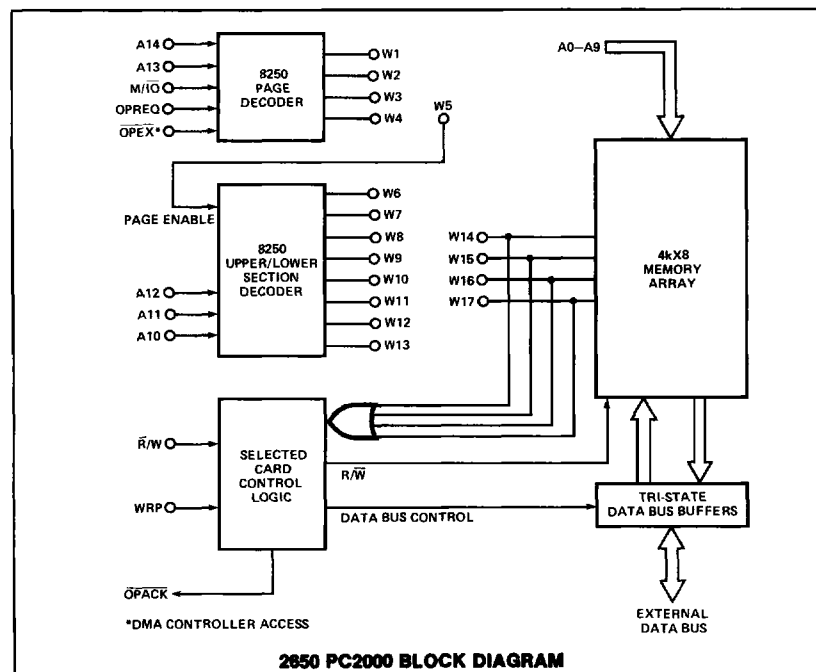 A14
A13
M/I̅O̅
OPREQ
O̅P̅E̅X̅*
8250
PAGE
DECODER
W1
W2
W3
W4
W5
A0–A9
PAGE ENABLE
8250
UPPER/LOWER
SECTION
DECODER
A12
A11
A10
W6
W7
W8
W9
W10
W11
W12
W13
W14
W15
W16
W17
4kX8
MEMORY
ARRAY
R̅/W
WRP
SELECTED
CARD
CONTROL
LOGIC
R/W̅
DATA BUS CONTROL
TRI-STATE
DATA BUS BUFFERS
O̅P̅A̅C̅K̅
*DMA CONTROLLER ACCESS
EXTERNAL
DATA BUS
2650 PC2000 BLOCK DIAGRAM